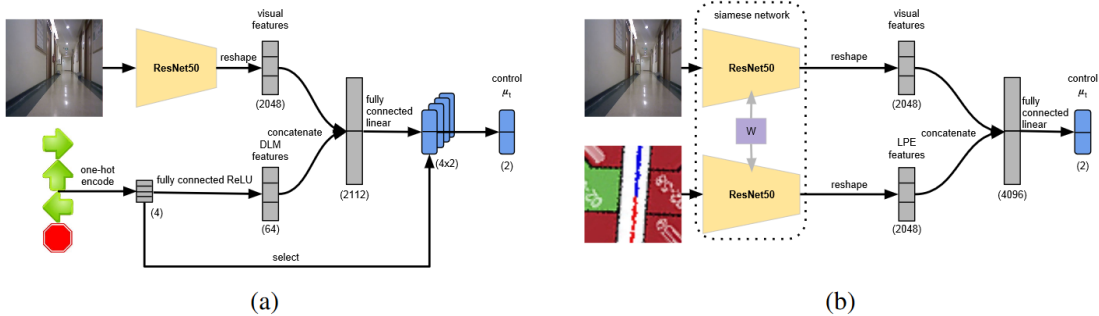 visual
features
ResNet50
reshape
(2048)
one-hot
encode
(4)
fully connected ReLU
DLM
features
(64)
concatenate
(2112)
fully
connected
linear
(4x2)
control
μt
(2)
select
(a)
siamese network
ResNet50
W
ResNet50
reshape
reshape
visual
features
(2048)
concatenate
LPE
features
(2048)
(4096)
fully
connected
linear
control
μt
(2)
(b)